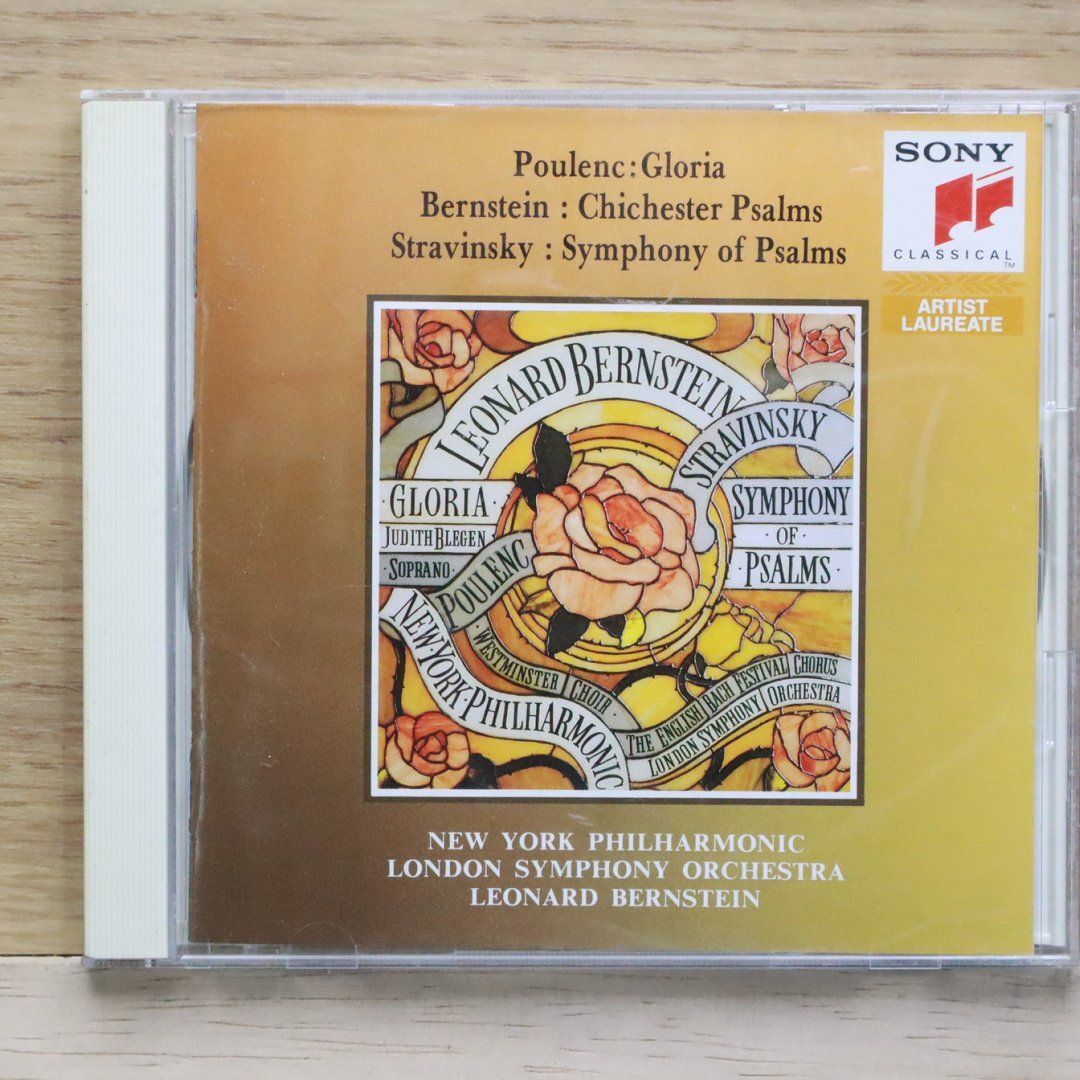 Poulenc:Gloria
Bernstein : Chichester Psalms
Stravinsky : Symphony of Psalms
SONY
CLASSICAL
TM
ARTIST
LAUREATE
LEONARD BERNSTEIN
STRAVINSKY
SYMPHONY
· OF ·
· PSALMS ·
· GLORIA ·
JUDITH BLEGEN
· SOPRANO ·
POULENC
· WESTMINSTER CHOIR ·
NEW·YORK·PHILHARMONIC
THE ENGLISH BACH FESTIVAL CHORUS
LONDON SYMPHONY ORCHESTRA
NEW YORK PHILHARMONIC
LONDON SYMPHONY ORCHESTRA
LEONARD BERNSTEIN